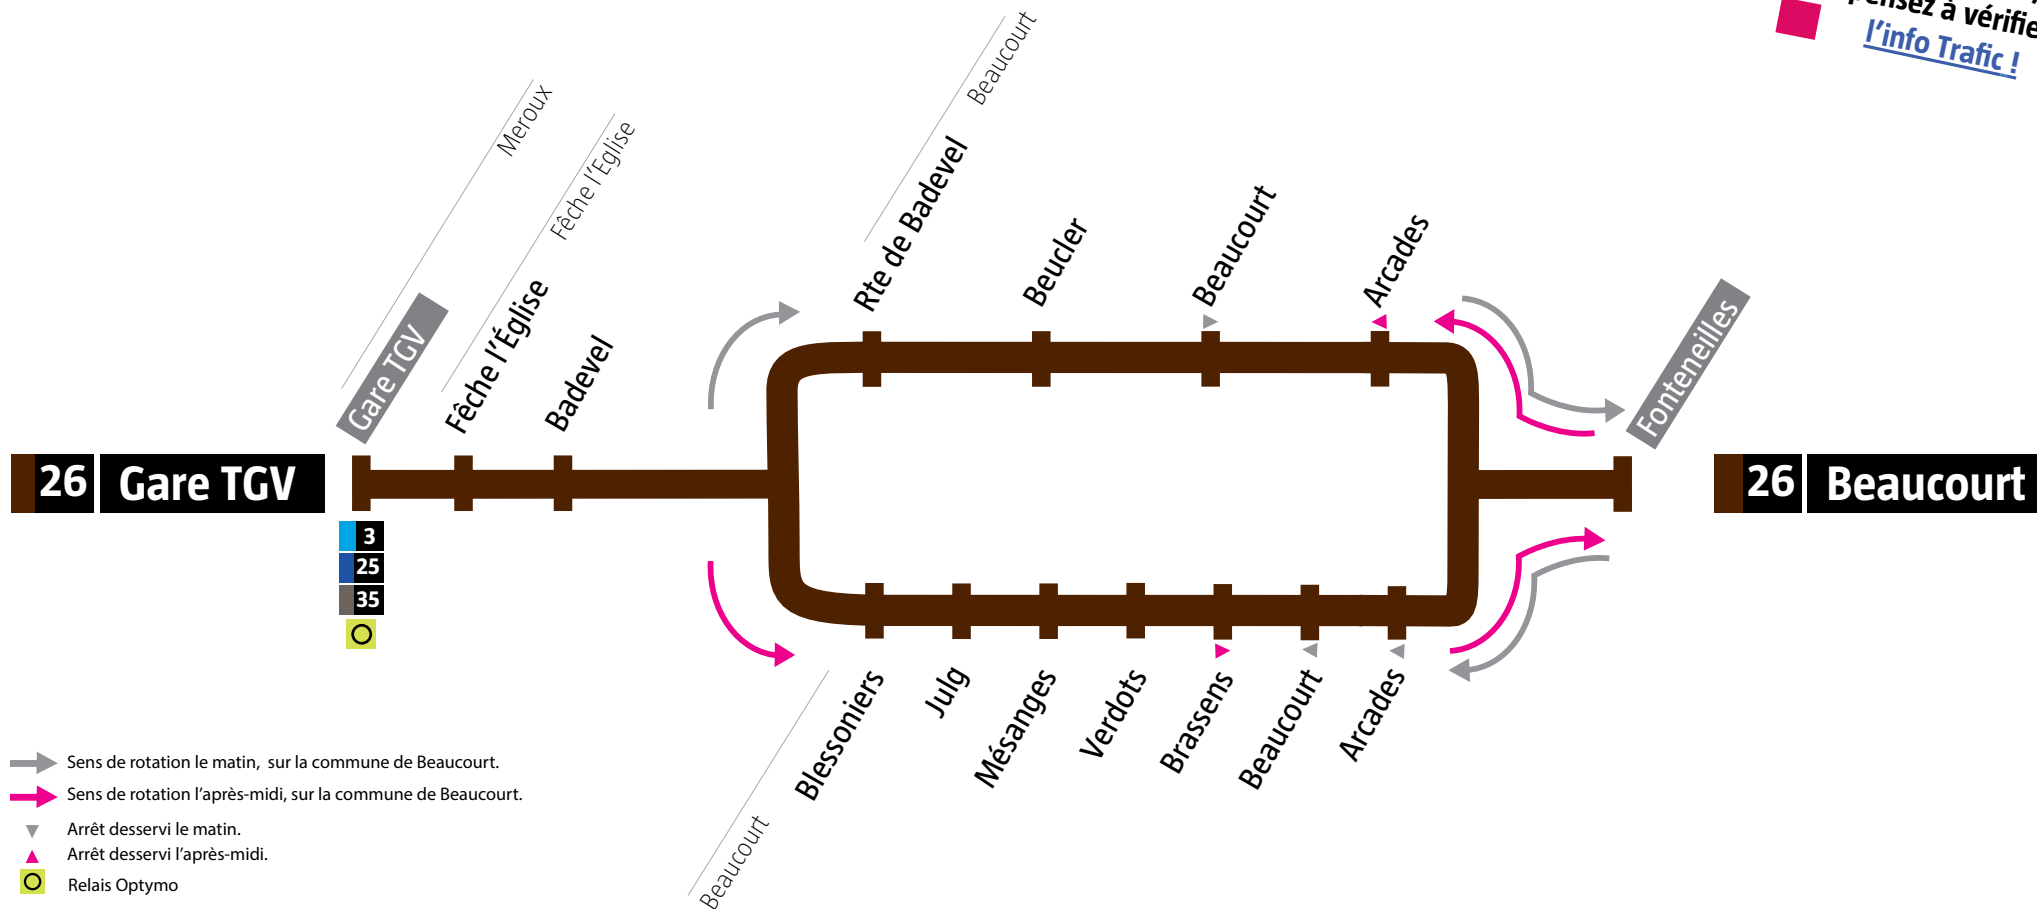 pensez à vérifie
l'info Trafic !
Meroux
Fêche l'Eglise
Beaucourt
Gare TGV
Fêche l'Église
Badevel
Rte de Badevel
Beucler
Beaucourt
Arcades
Fonteneilles
26 Gare TGV
26 Beaucourt
3
25
35
Blessoniers
Julg
Mésanges
Verdots
Brassens
Beaucourt
Arcades
Beaucourt
Sens de rotation le matin, sur la commune de Beaucourt.
Sens de rotation l'après-midi, sur la commune de Beaucourt.
Arrêt desservi le matin.
Arrêt desservi l'après-midi.
Relais Optymo